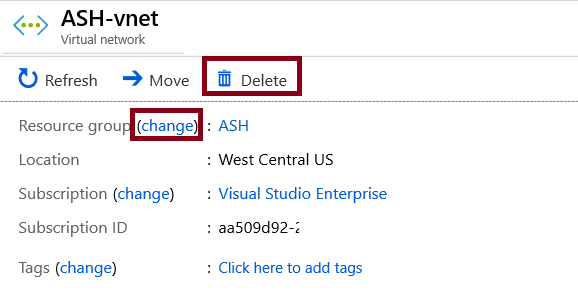 ASH-vnet
Virtual network
Refresh Move Delete
Resource group (change) : ASH
Location : West Central US
Subscription (change) : Visual Studio Enterprise
Subscription ID : aa509d92-
Tags (change) : Click here to add tags